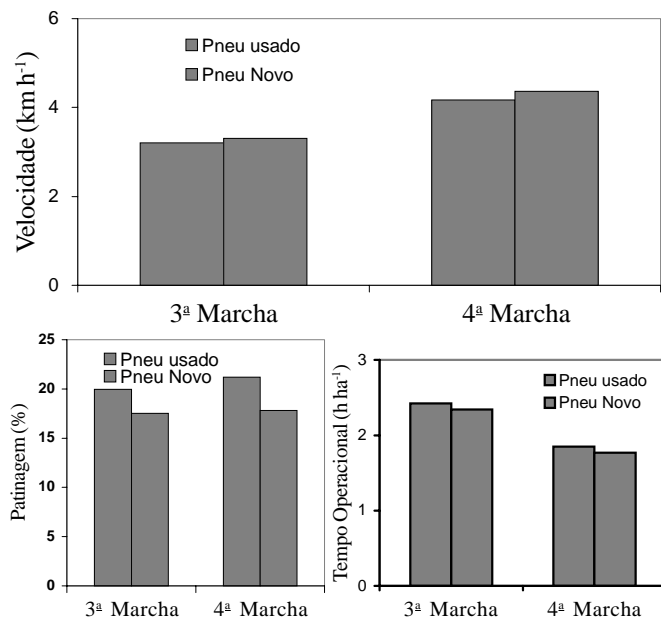 6
4
2
0
Velocidade (km h-1)
Pneu usado
Pneu Novo
3ª Marcha
4ª Marcha
25
20
15
10
5
0
Patinagem (%)
Pneu usado
Pneu Novo
3ª Marcha
4ª Marcha
3
2
1
0
Tempo Operacional (h ha-1)
Pneu usado
Pneu Novo
3ª Marcha
4ª Marcha